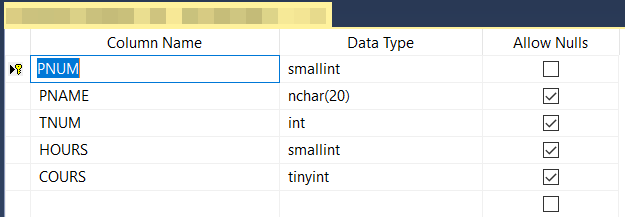 Column Name Data Type Allow Nulls
PNUM smallint
PNAME nchar(20)
TNUM int
HOURS smallint
COURS tinyint